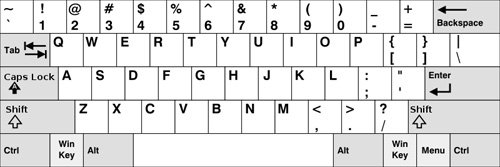 ~ ! @ # $ % ^ & * ( ) _ +
` 1 2 3 4 5 6 7 8 9 0 - = Backspace
Tab Q W E R T Y U I O P { } |
[ ] \
Caps Lock A S D F G H J K L : " Enter
; '
Shift Z X C V B N M < > ? Shift
, . /
Ctrl Win Key Alt Alt Win Key Menu Ctrl